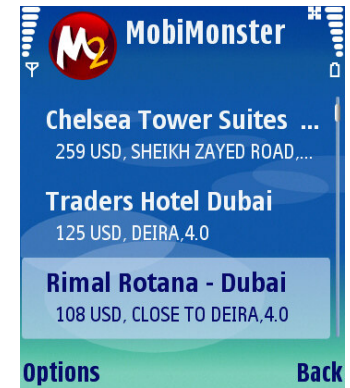 M2
MobiMonster
Chelsea Tower Suites ...
259 USD, SHEIKH ZAYED ROAD,...
Traders Hotel Dubai
125 USD, DEIRA,4.0
Rimal Rotana - Dubai
108 USD, CLOSE TO DEIRA,4.0
Options Back